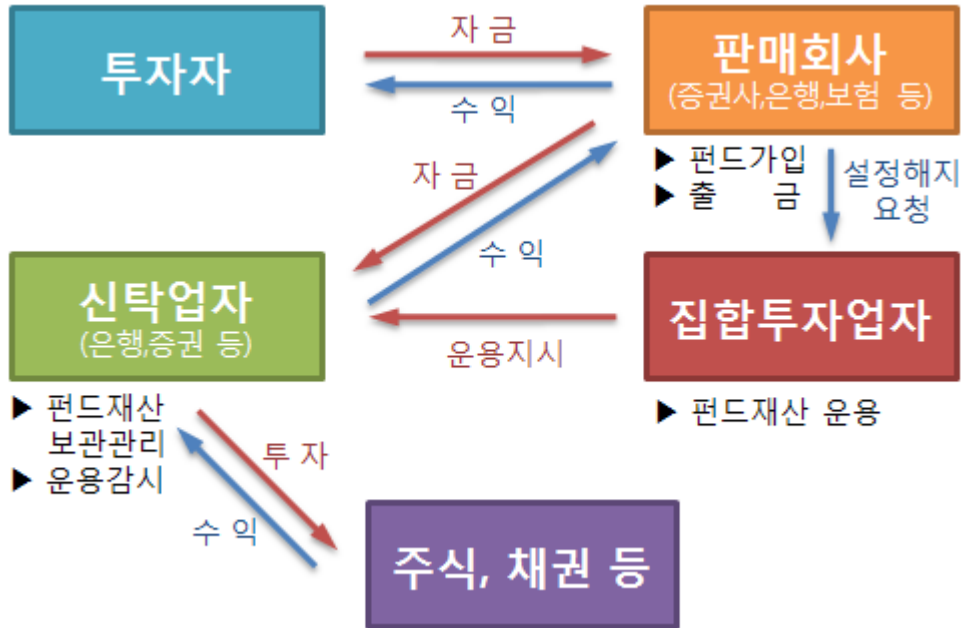 투자자
자 금
수 익
판매회사
(증권사,은행,보험 등)
▶ 펀드가입
▶ 출 금
설정해지
요청
자 금
수 익
신탁업자
(은행,증권 등)
운용지시
집합투자업자
▶ 펀드재산
보관관리
▶ 운용감시
▶ 펀드재산 운용
투 자
수 익
주식, 채권 등